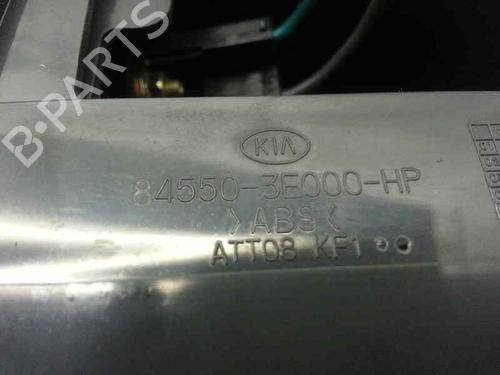 B-PARTS
KIA
84550-3E000-HP
>ABS<
ATT08 KF1